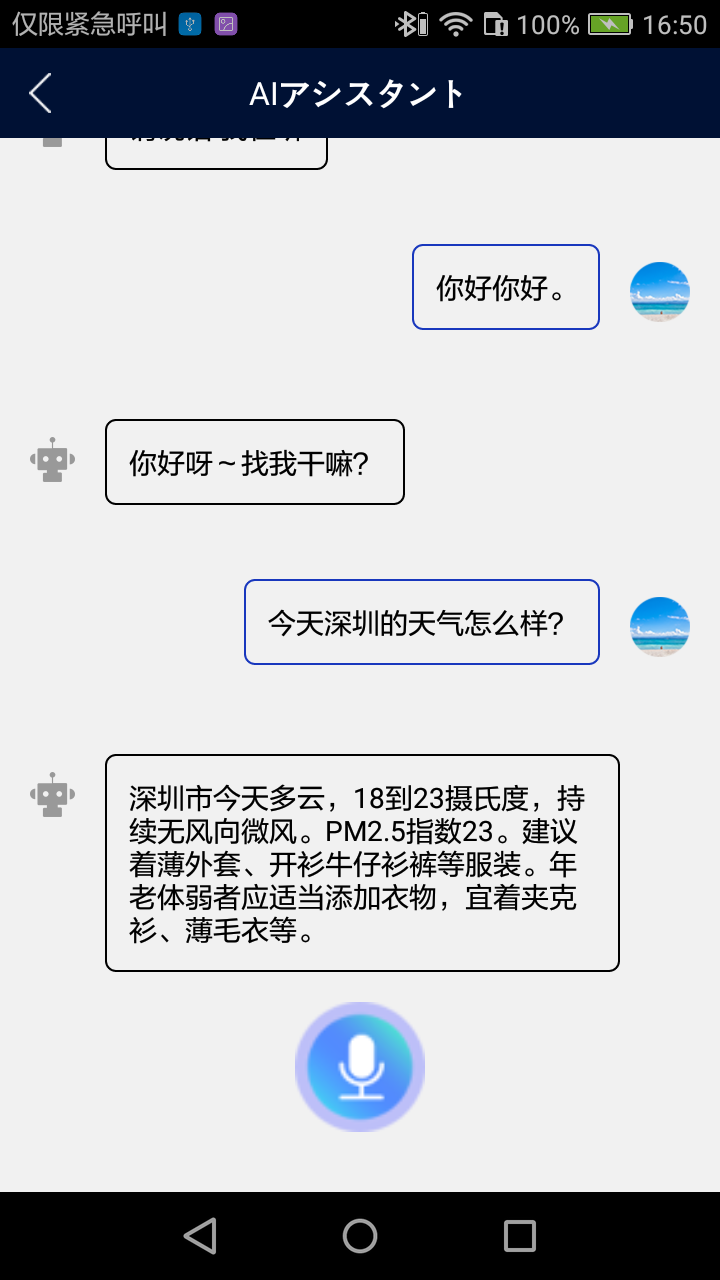 仅限紧急呼叫 100% 16:50
AIアシスタント
你好你好。
你好呀～找我干嘛？
今天深圳的天气怎么样？
深圳市今天多云，18到23摄氏度，持
续无风向微风。PM2.5指数23。建议
着薄外套、开衫牛仔衫裤等服装。年
老体弱者应适当添加衣物，宜着夹克
衫、薄毛衣等。